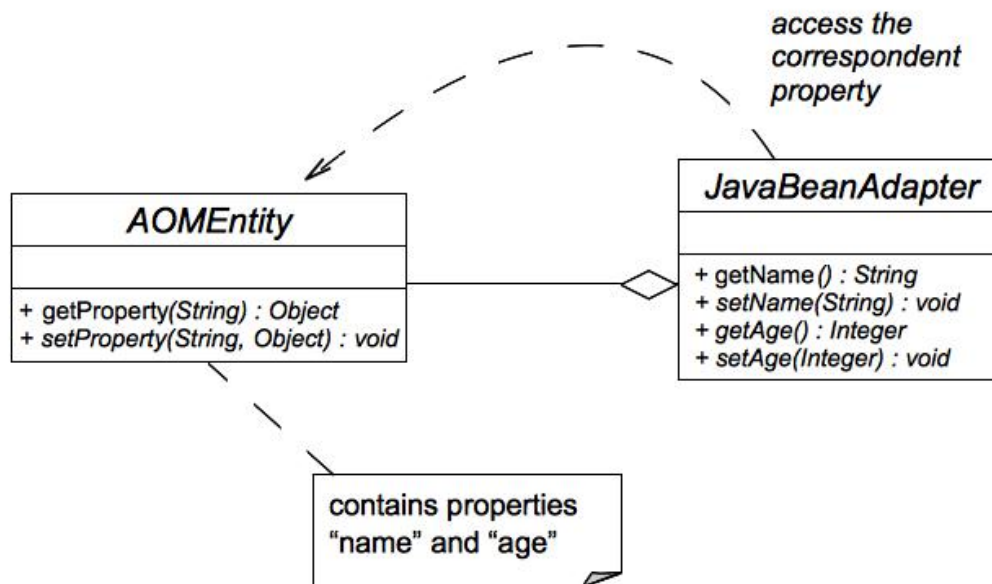 access the
correspondent
property
AOMEntity
+ getProperty(String) : Object
+ setProperty(String, Object) : void
JavaBeanAdapter
+ getName() : String
+ setName(String) : void
+ getAge() : Integer
+ setAge(Integer) : void
contains properties
“name” and “age”